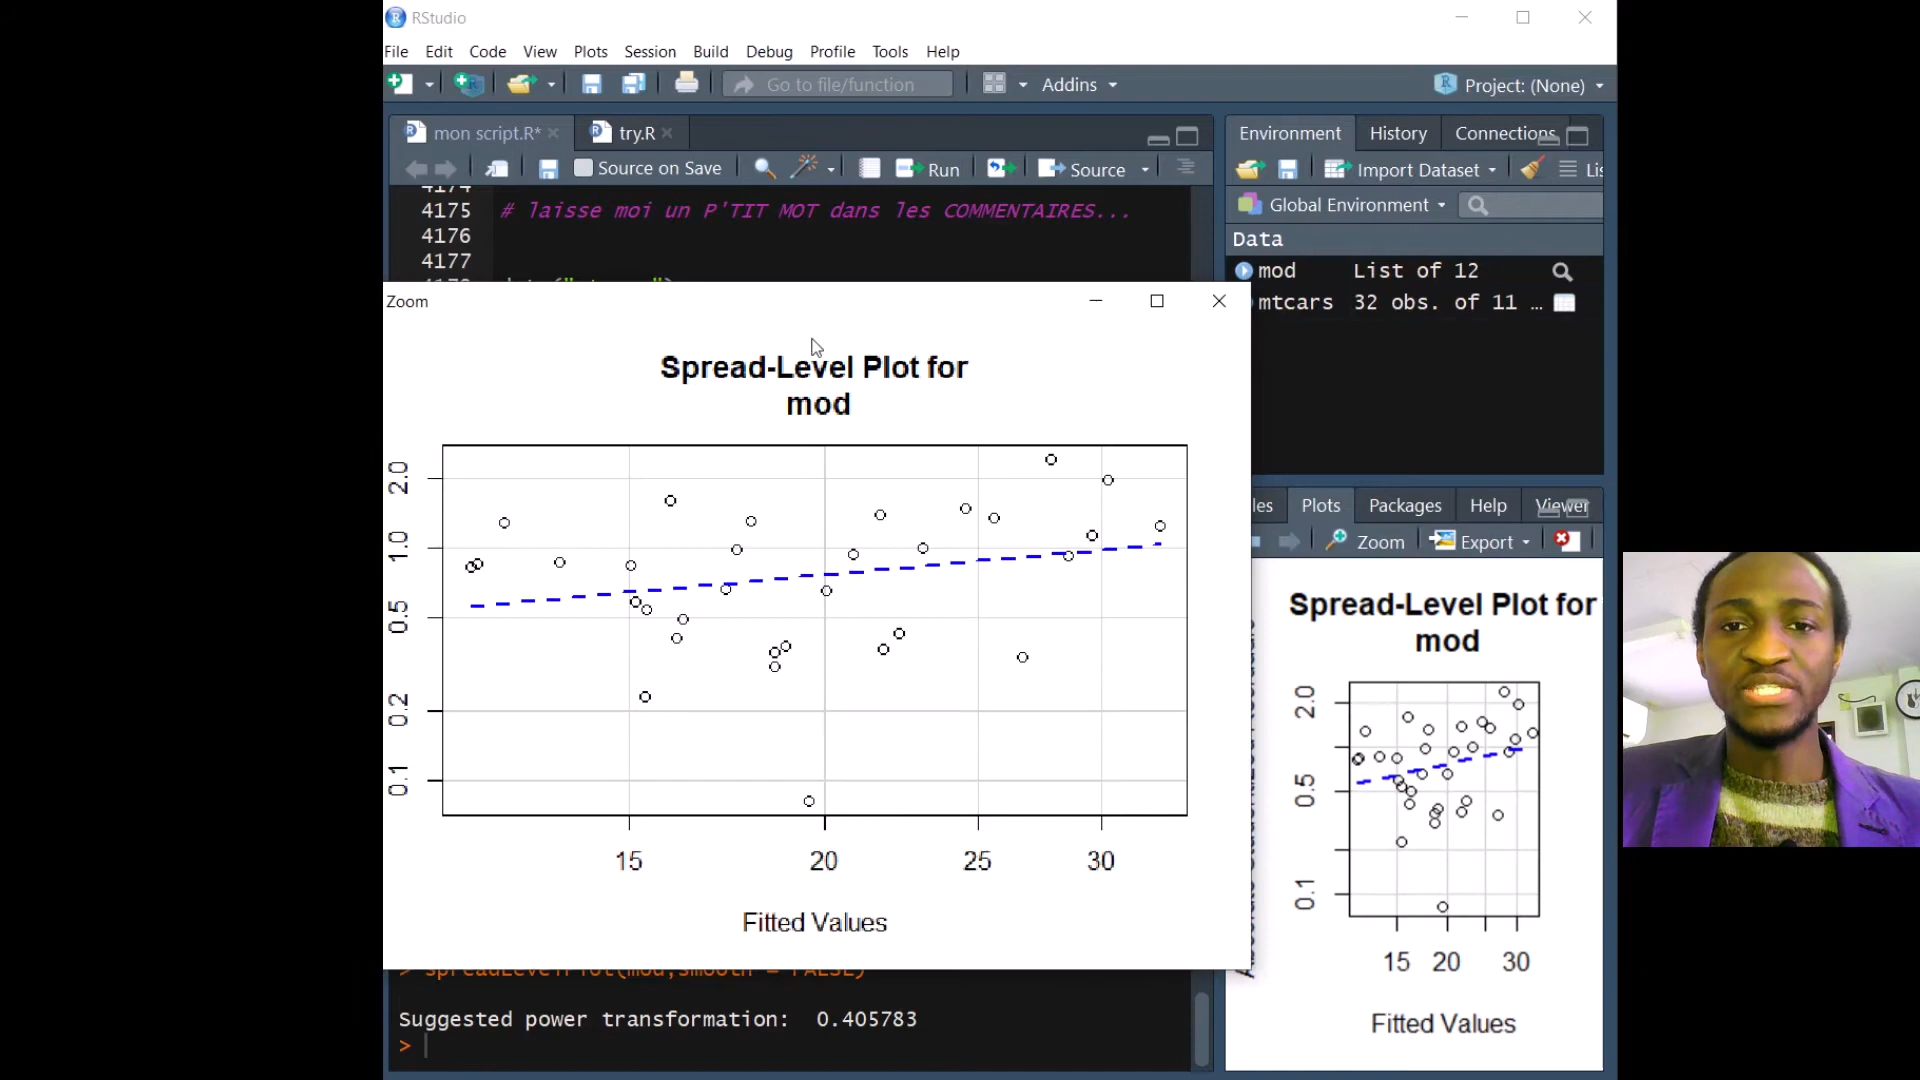 RStudio
File Edit Code View Plots Session Build Debug Profile Tools Help
Go to file/function
Addins
Project: (None)
mon script.R*
try.R
Source on Save
Run
Source
4174
4175 # laisse moi un P'TIT MOT dans les COMMENTAIRES...
4176
4177
Environment History Connections
Import Dataset
Global Environment
Data
mod List of 12
mtcars 32 obs. of 11 …
Zoom
Spread-Level Plot for
mod
2.0
1.0
0.5
0.2
0.1
15 20 25 30
Fitted Values
> spreadLevelPlot(mod,smooth = FALSE)
Suggested power transformation: 0.405783
>
Plots Packages Help Viewer
Zoom
Export
Spread-Level Plot for
mod
2.0
0.5
0.1
15 20 30
Fitted Values